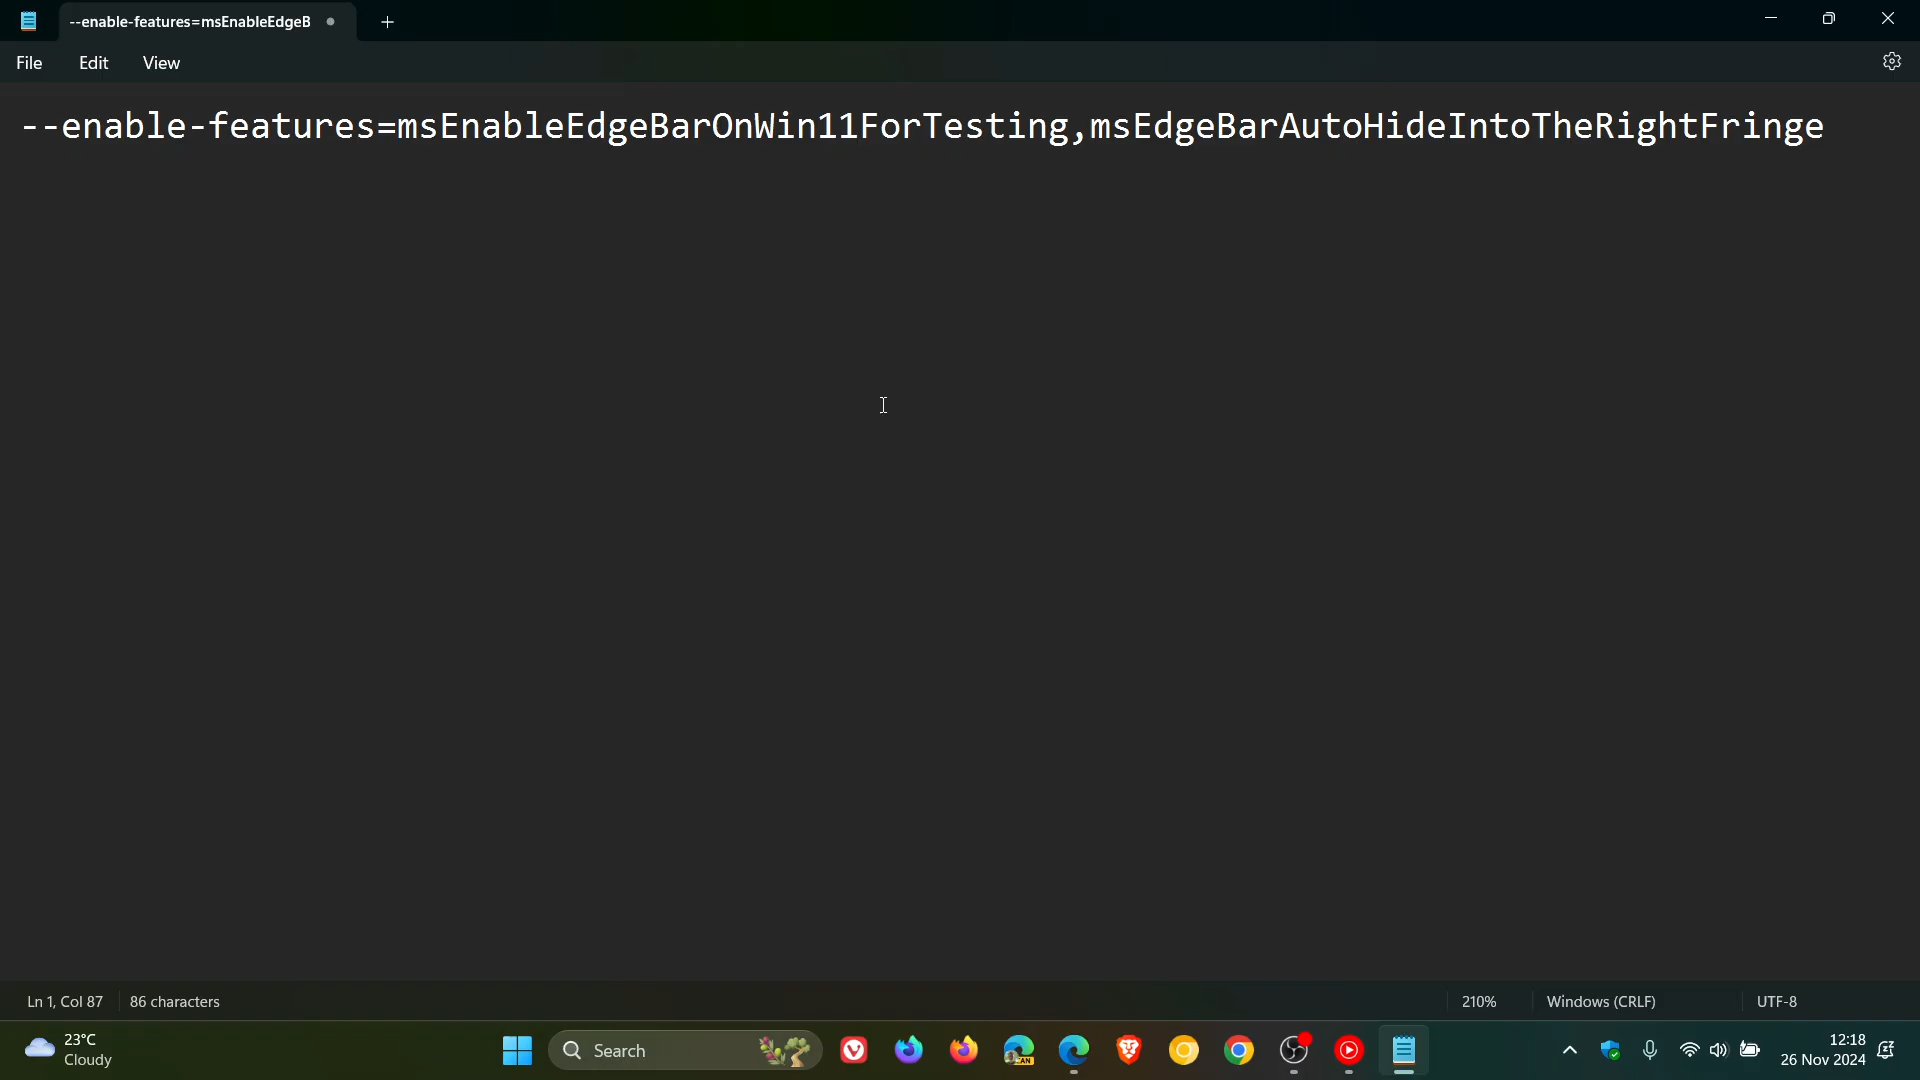 --enable-features=msEnableEdgeB
File Edit View
--enable-features=msEnableEdgeBarOnWin11ForTesting,msEdgeBarAutoHideIntoTheRightFringe
Ln 1, Col 87 86 characters 210% Windows (CRLF) UTF-8
23°C
Cloudy
Search
CAN
12:18
26 Nov 2024